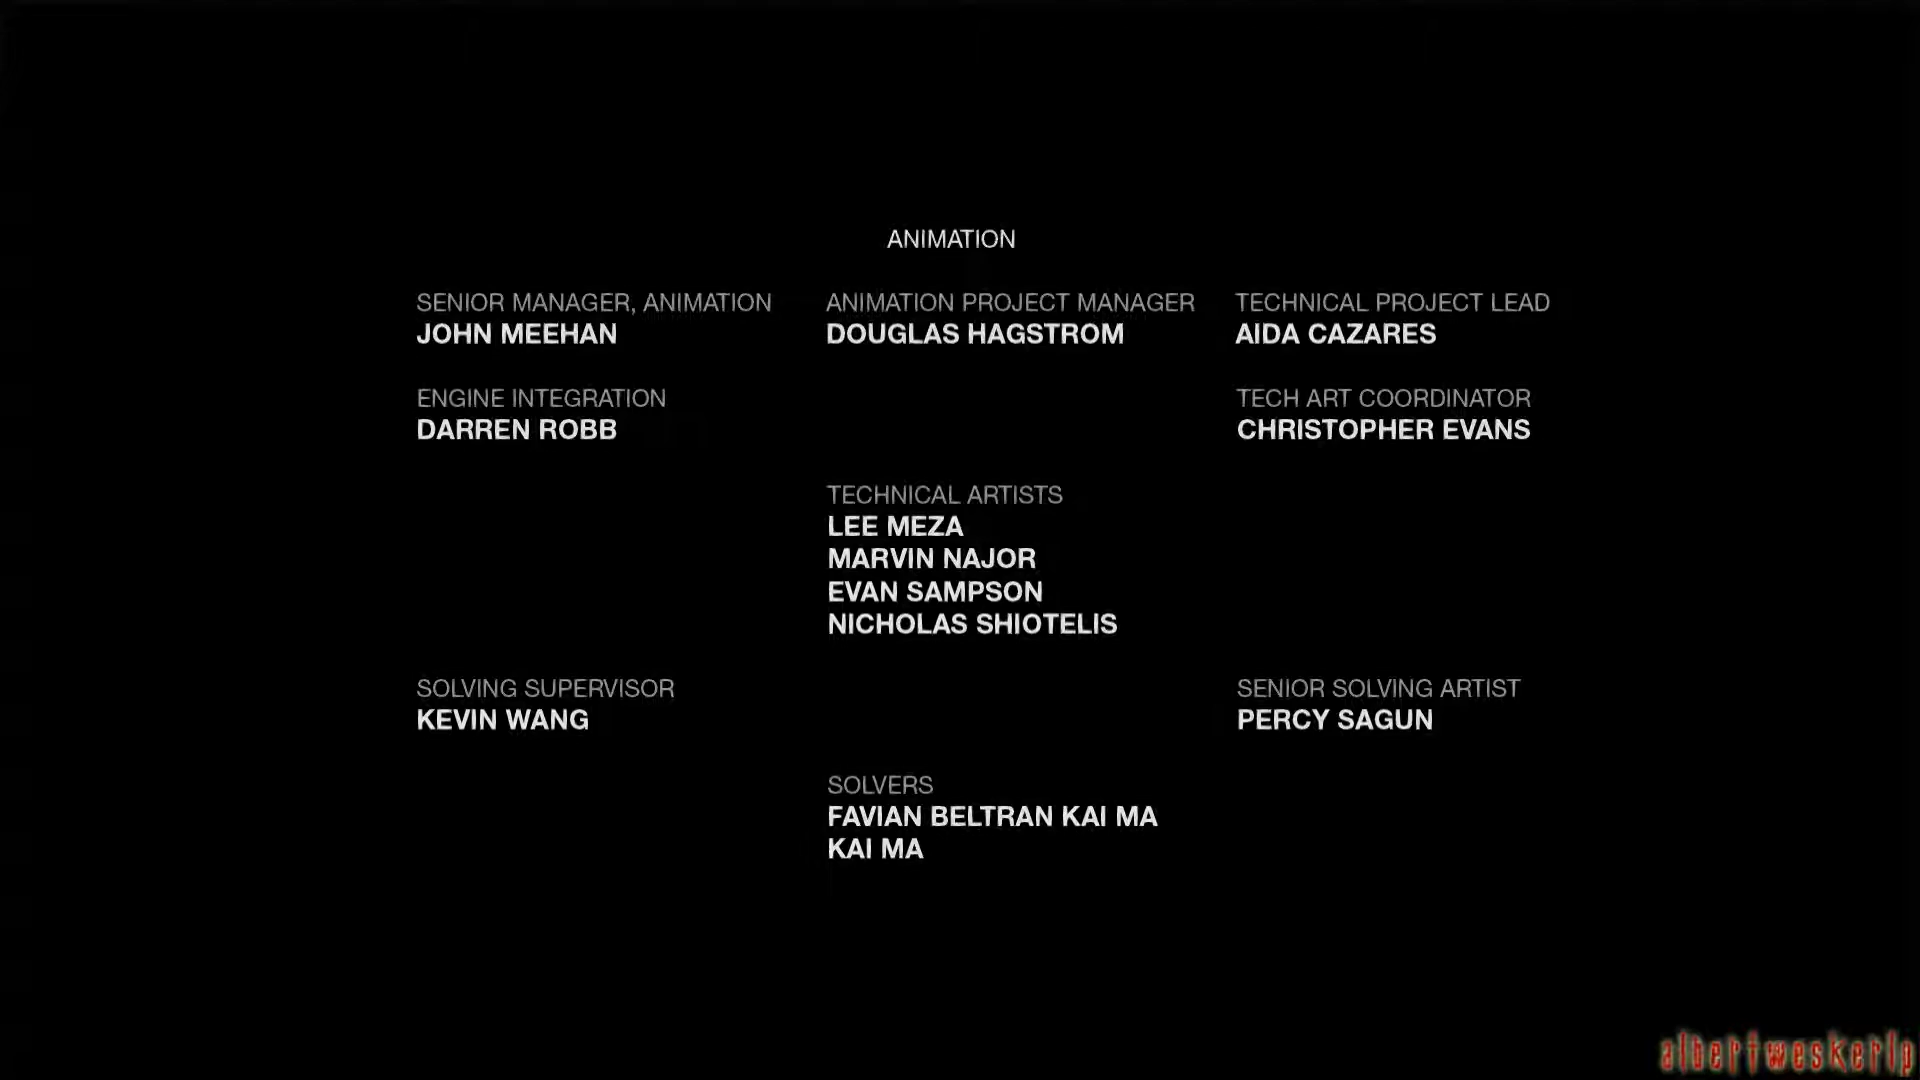 ANIMATION
SENIOR MANAGER, ANIMATION
JOHN MEEHAN
ANIMATION PROJECT MANAGER
DOUGLAS HAGSTROM
TECHNICAL PROJECT LEAD
AIDA CAZARES
ENGINE INTEGRATION
DARREN ROBB
TECH ART COORDINATOR
CHRISTOPHER EVANS
TECHNICAL ARTISTS
LEE MEZA
MARVIN NAJOR
EVAN SAMPSON
NICHOLAS SHIOTELIS
SOLVING SUPERVISOR
KEVIN WANG
SENIOR SOLVING ARTIST
PERCY SAGUN
SOLVERS
FAVIAN BELTRAN KAI MA
KAI MA
albertweskerlp